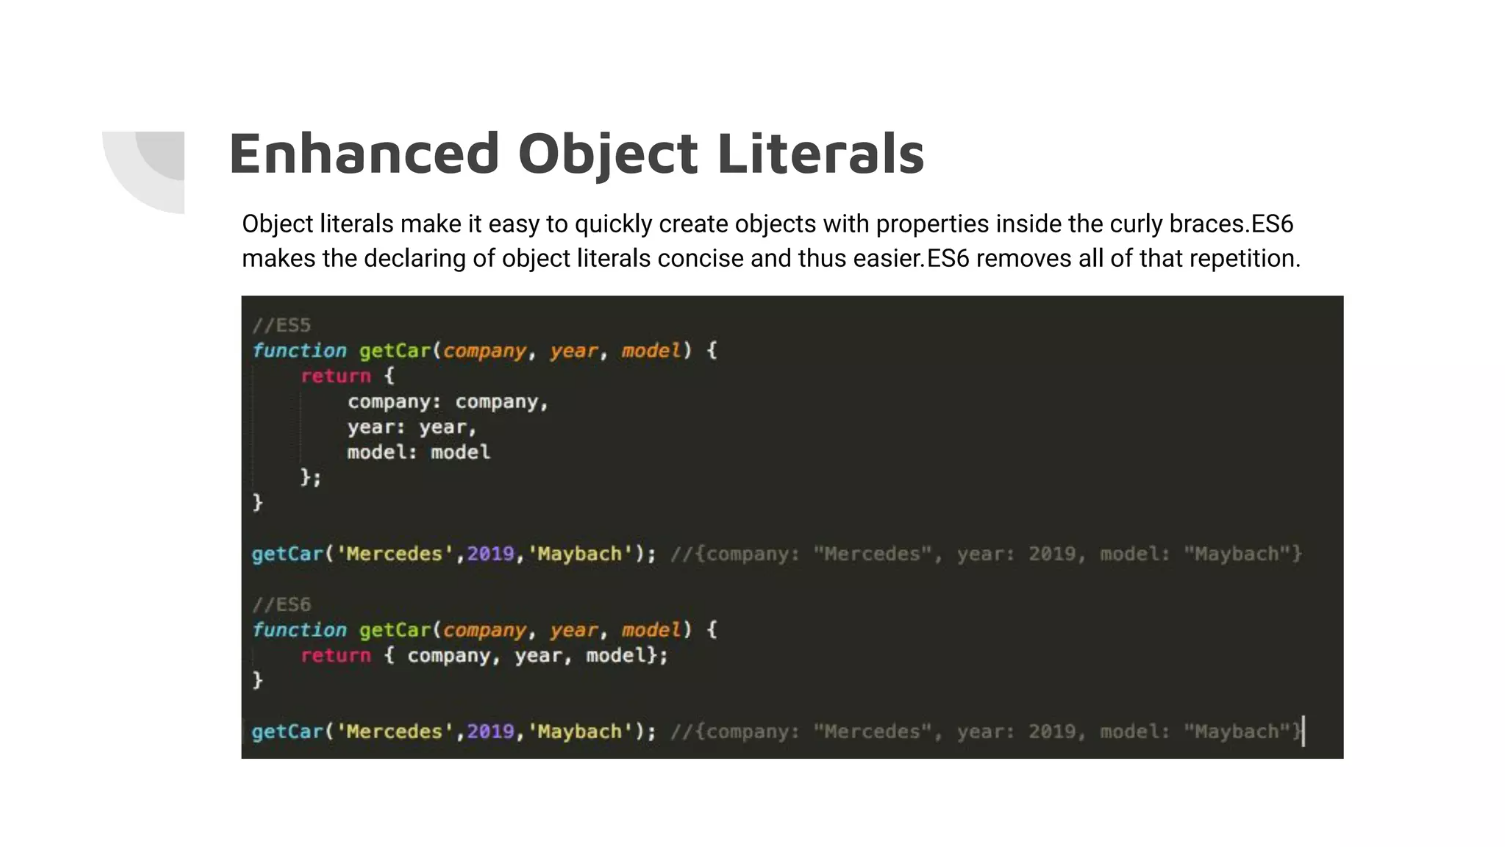 Enhanced Object Literals
Object literals make it easy to quickly create objects with properties inside the curly braces.ES6
makes the declaring of object literals concise and thus easier.ES6 removes all of that repetition.
//ES5
function getCar(company, year, model) {
    return {
        company: company,
        year: year,
        model: model
    };
}
getCar('Mercedes',2019,'Maybach'); //{company: "Mercedes", year: 2019, model: "Maybach"}
//ES6
function getCar(company, year, model) {
    return { company, year, model};
}
getCar('Mercedes',2019,'Maybach'); //{company: "Mercedes", year: 2019, model: "Maybach"}